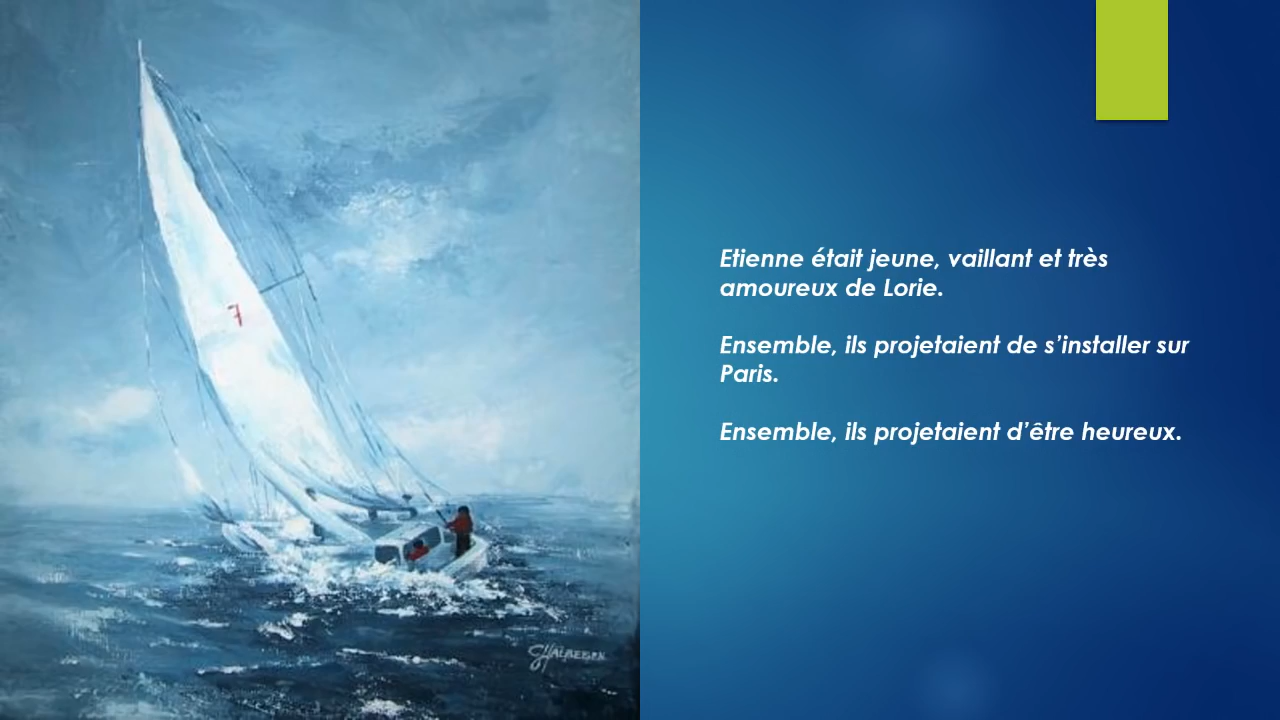 Etienne était jeune, vaillant et très
amoureux de Lorie.
Ensemble, ils projetaient de s’installer sur
Paris.
Ensemble, ils projetaient d’être heureux.